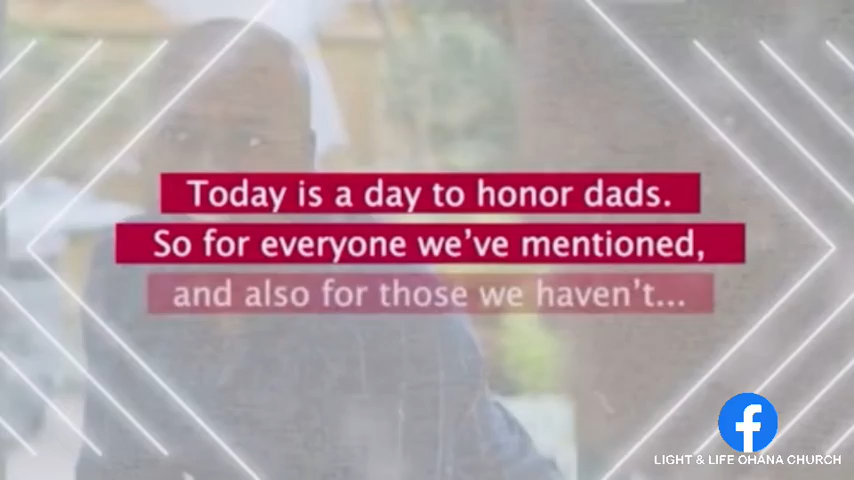 Today is a day to honor dads.
So for everyone we've mentioned,
and also for those we haven't...
LIGHT & LIFE OHANA CHURCH